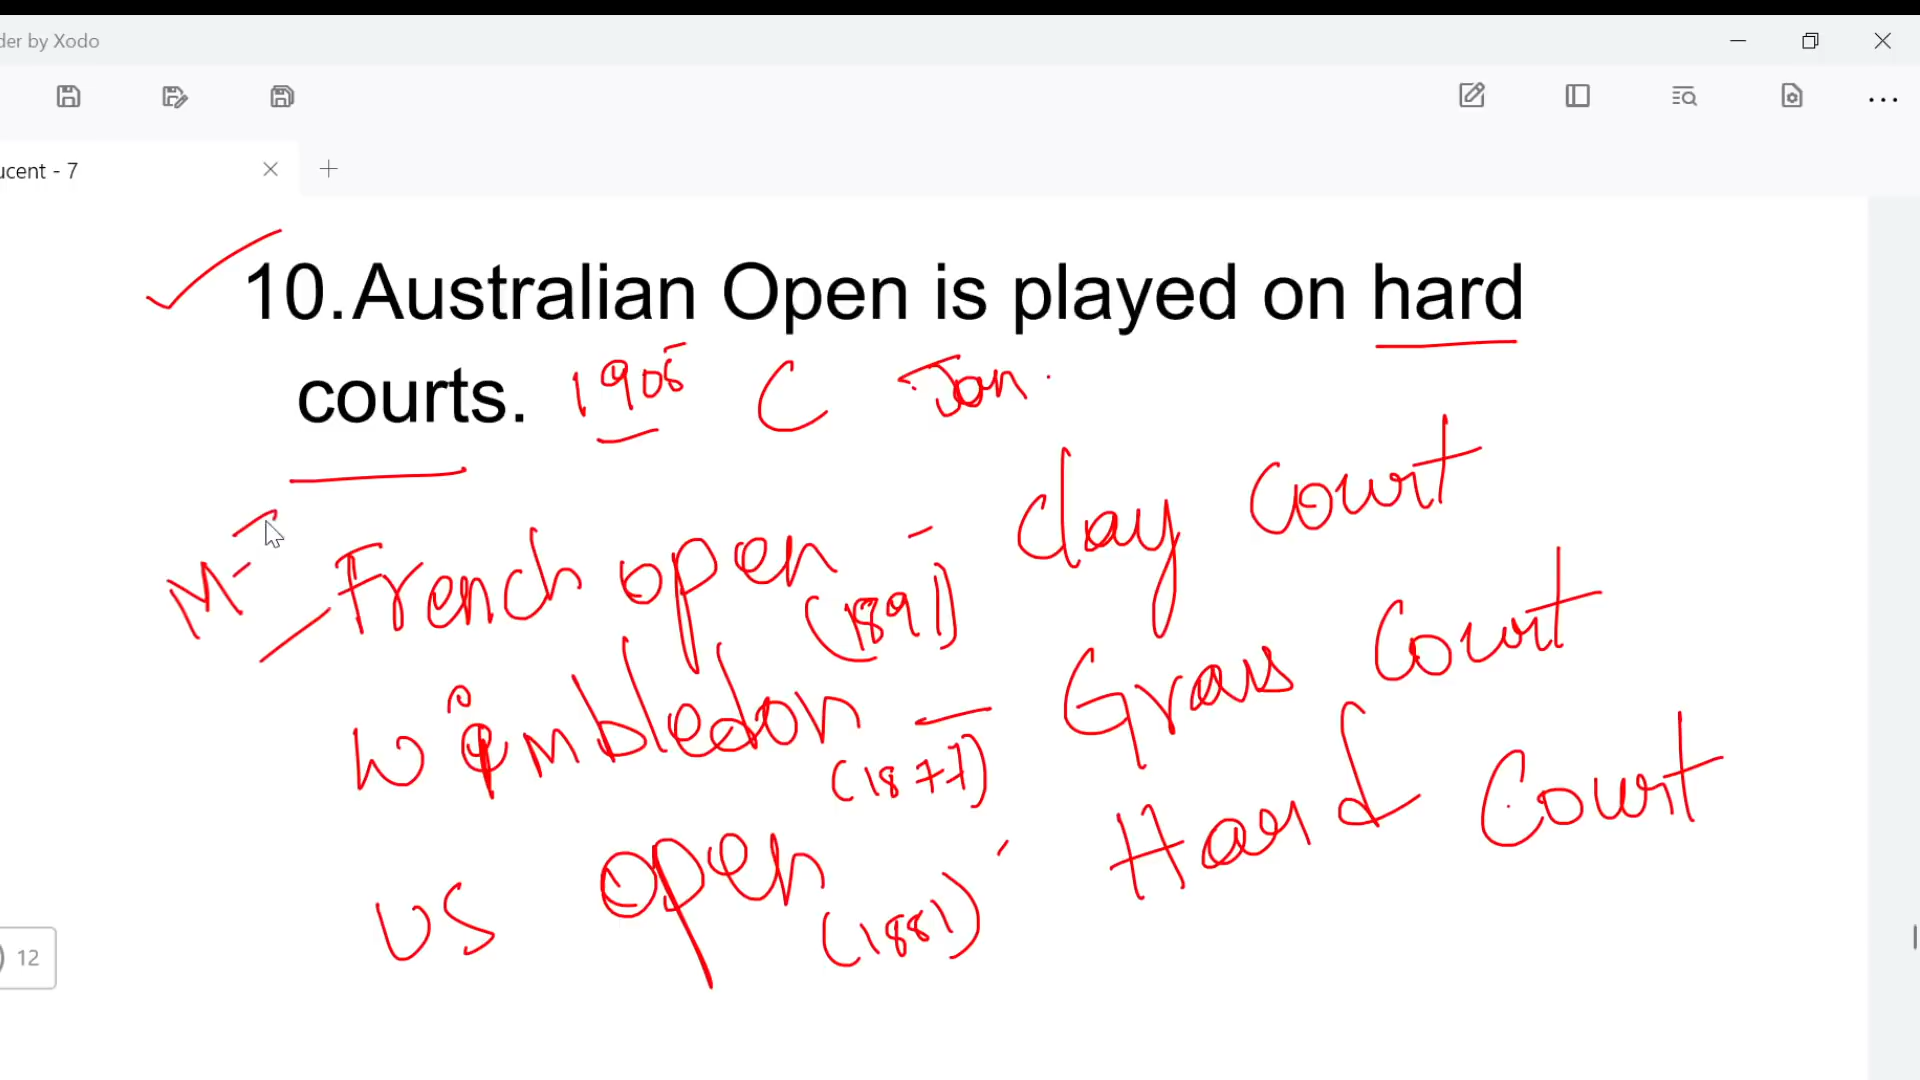 der by Xodo
ucent - 7
10. Australian Open is played on hard
courts. 1905 C Jan.
M-J French open - Clay Court
(1891)
Wimbledon - Grass Court
(1877)
US open - Hard Court
(1881)
12